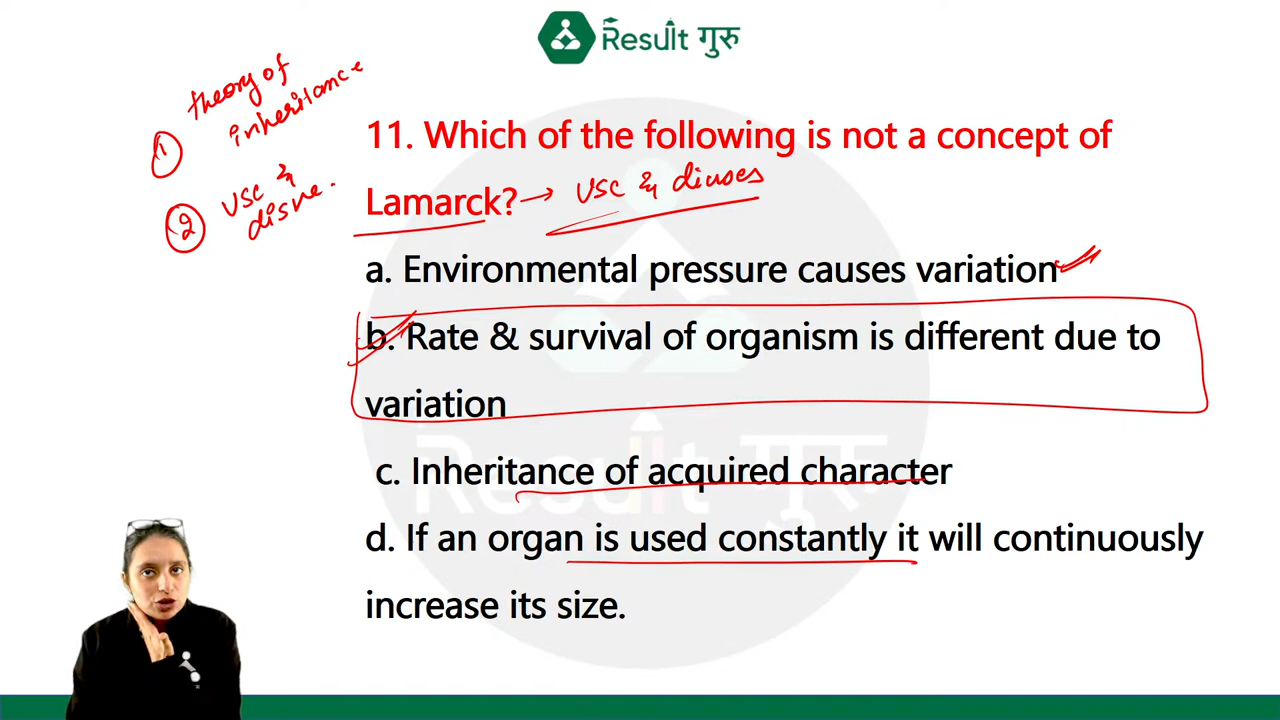 Result गुरु
theory of
① inheritance
② use &
disuse.
11. Which of the following is not a concept of
Lamarck? → use & diuses
a. Environmental pressure causes variation
b. Rate & survival of organism is different due to
variation
c. Inheritance of acquired character
d. If an organ is used constantly it will continuously
increase its size.
Result गुरु